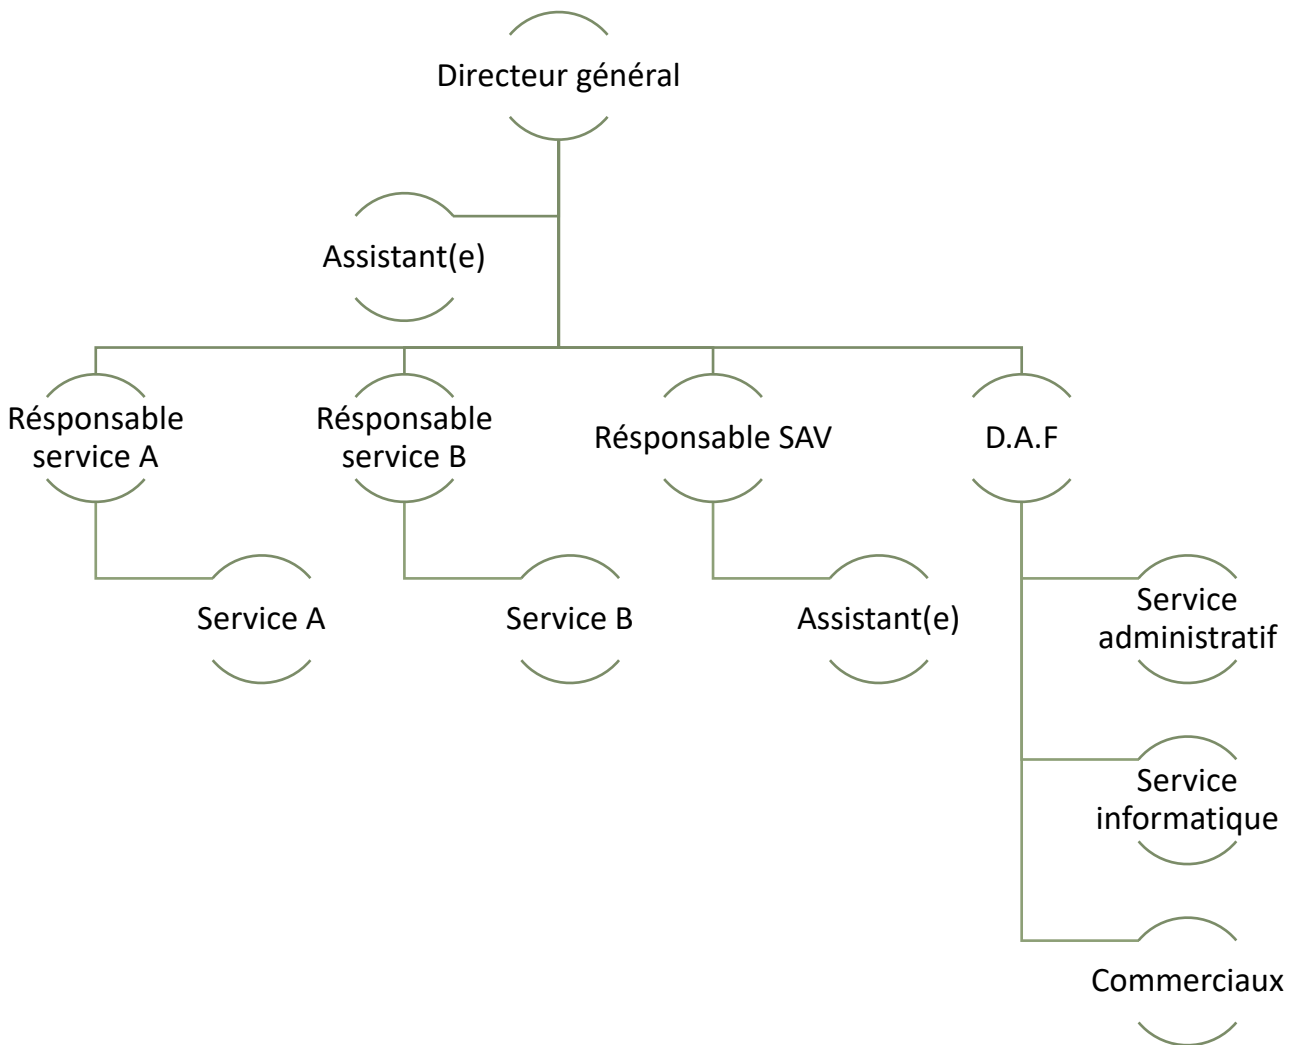 Directeur général
Assistant(e)
Résponsable
service A
Résponsable
service B
Résponsable SAV
D.A.F
Service A
Service B
Assistant(e)
Service
administratif
Service
informatique
Commerciaux